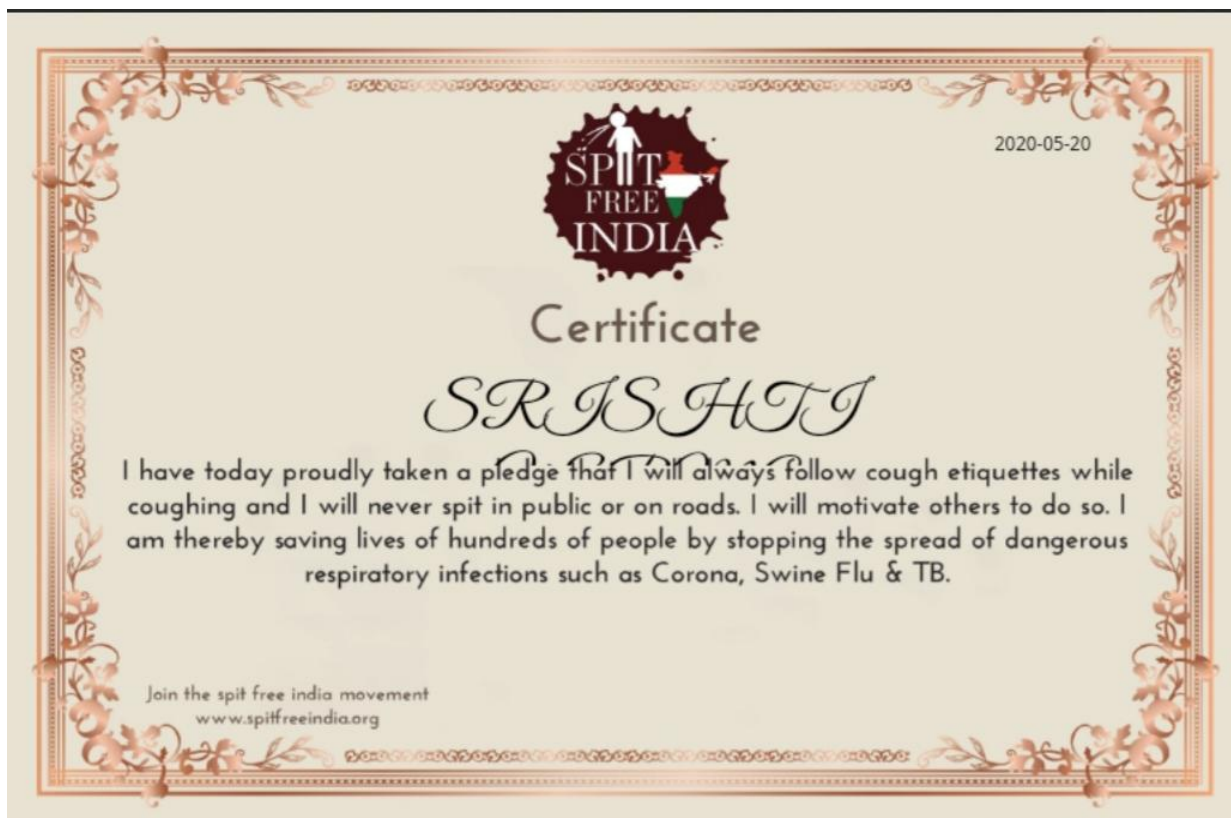 2020-05-20
SPIT
FREE
INDIA
Certificate
SRISHTI
I have today proudly taken a pledge that I will always follow cough etiquettes while
coughing and I will never spit in public or on roads. I will motivate others to do so. I
am thereby saving lives of hundreds of people by stopping the spread of dangerous
respiratory infections such as Corona, Swine Flu & TB.
Join the spit free india movement
www.spitfreeindia.org